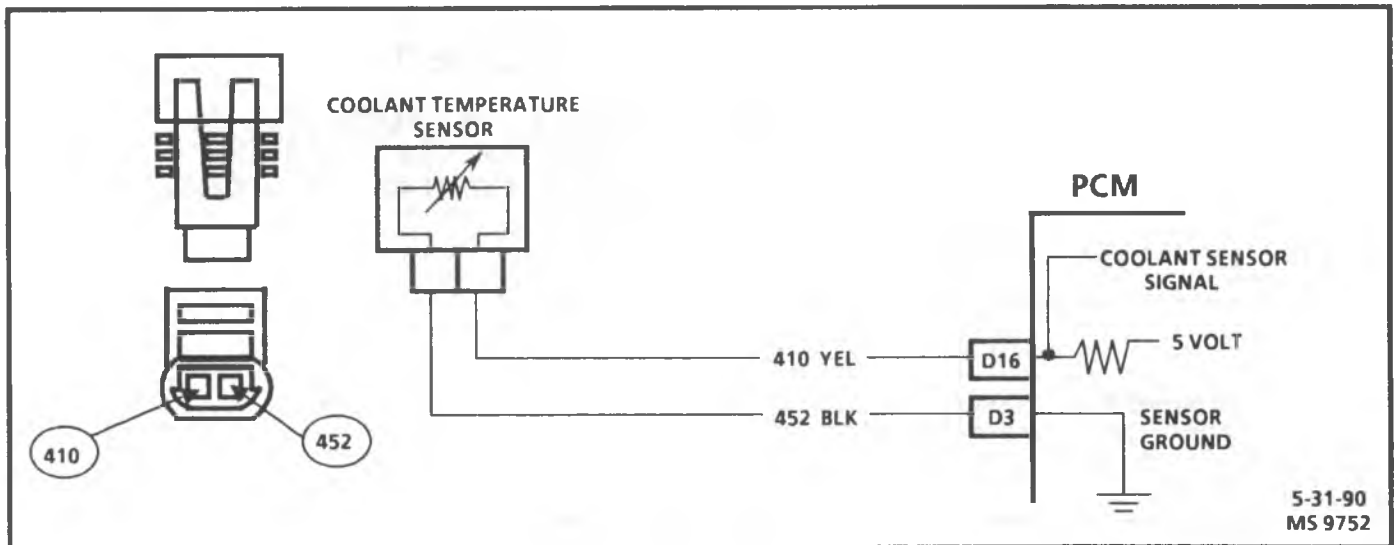 COOLANT TEMPERATURE
SENSOR
PCM
COOLANT SENSOR
SIGNAL
5 VOLT
410 YEL
D16
452 BLK
D3
SENSOR
GROUND
410
452
5-31-90
MS 9752